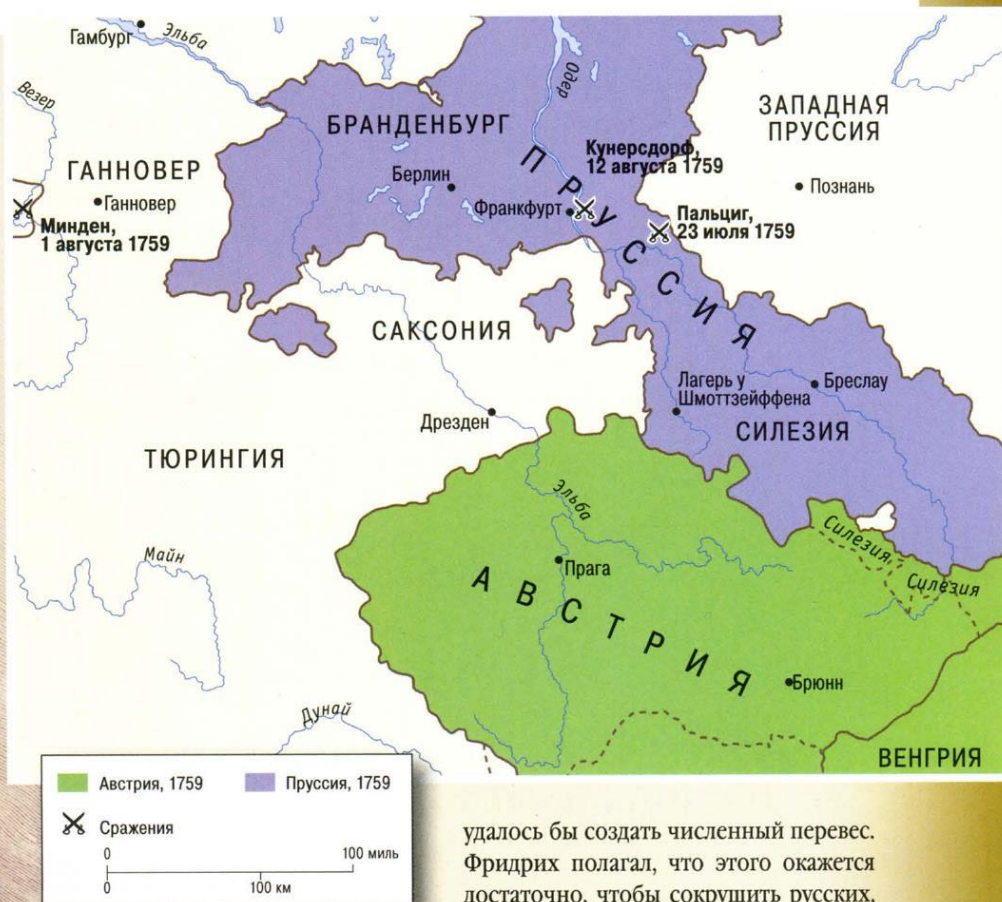 Гамбург
Эльба
Везер
Одер
БРАНДЕНБУРГ
ЗАПАДНАЯ
ПРУССИЯ
ГАННОВЕР
Ганновер
Минден,
1 августа 1759
Берлин
Франкфурт
Кунерсдорф,
12 августа 1759
Познань
Пальциг,
23 июля 1759
ПРУССИЯ
САКСОНИЯ
Дрезден
Лагерь у
Шмоттзейффена
Бреслау
СИЛЕЗИЯ
ТЮРИНГИЯ
Эльба
Силезия
Силезия
Майн
Прага
АВСТРИЯ
Брюнн
Дунай
ВЕНГРИЯ
Австрия, 1759
Пруссия, 1759
Сражения
0 100 миль
0 100 км
удалось бы создать численный перевес.
Фридрих полагал, что этого окажется
достаточно, чтобы сокрушить русских,